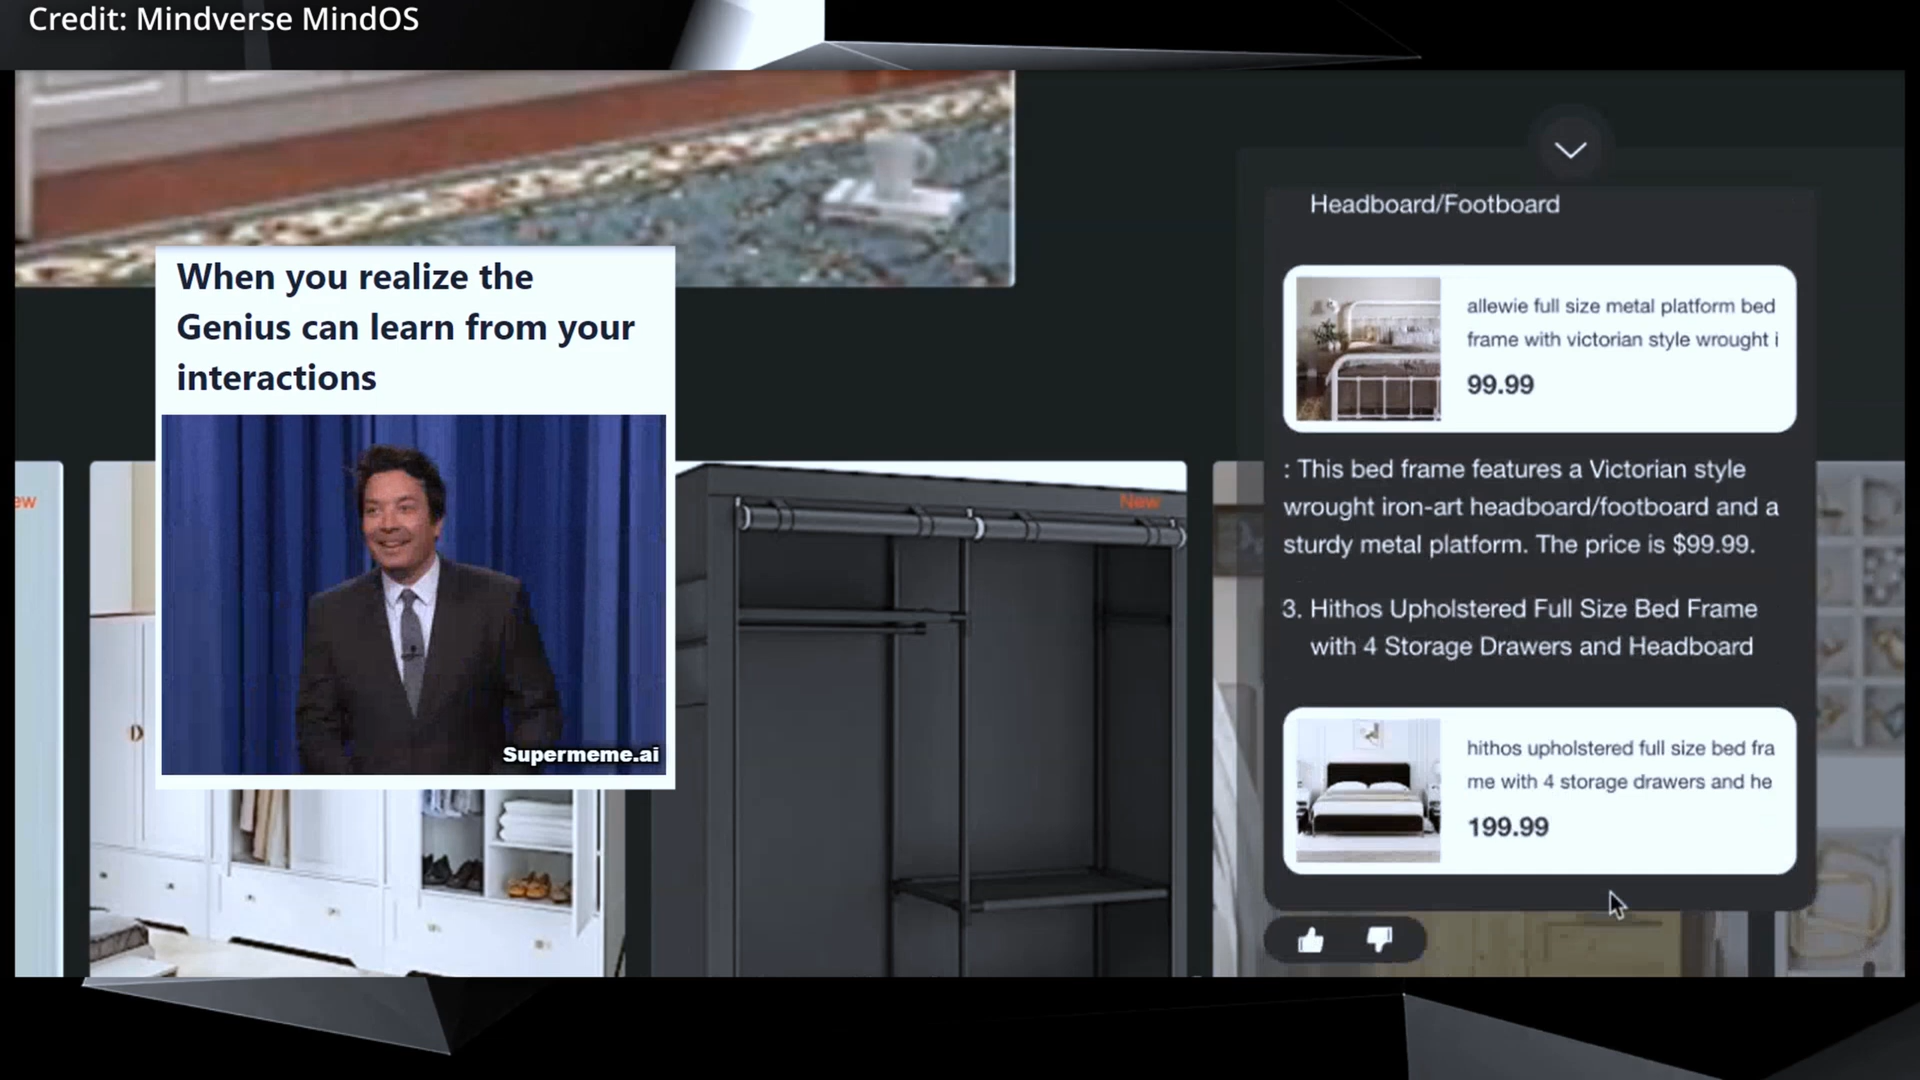 Credit: Mindverse MindOS
When you realize the
Genius can learn from your
interactions
Supermeme.ai
ew
New
Headboard/Footboard
allewie full size metal platform bed
frame with victorian style wrought i
99.99
: This bed frame features a Victorian style
wrought iron-art headboard/footboard and a
sturdy metal platform. The price is $99.99.
3. Hithos Upholstered Full Size Bed Frame
with 4 Storage Drawers and Headboard
hithos upholstered full size bed fra
me with 4 storage drawers and he
199.99